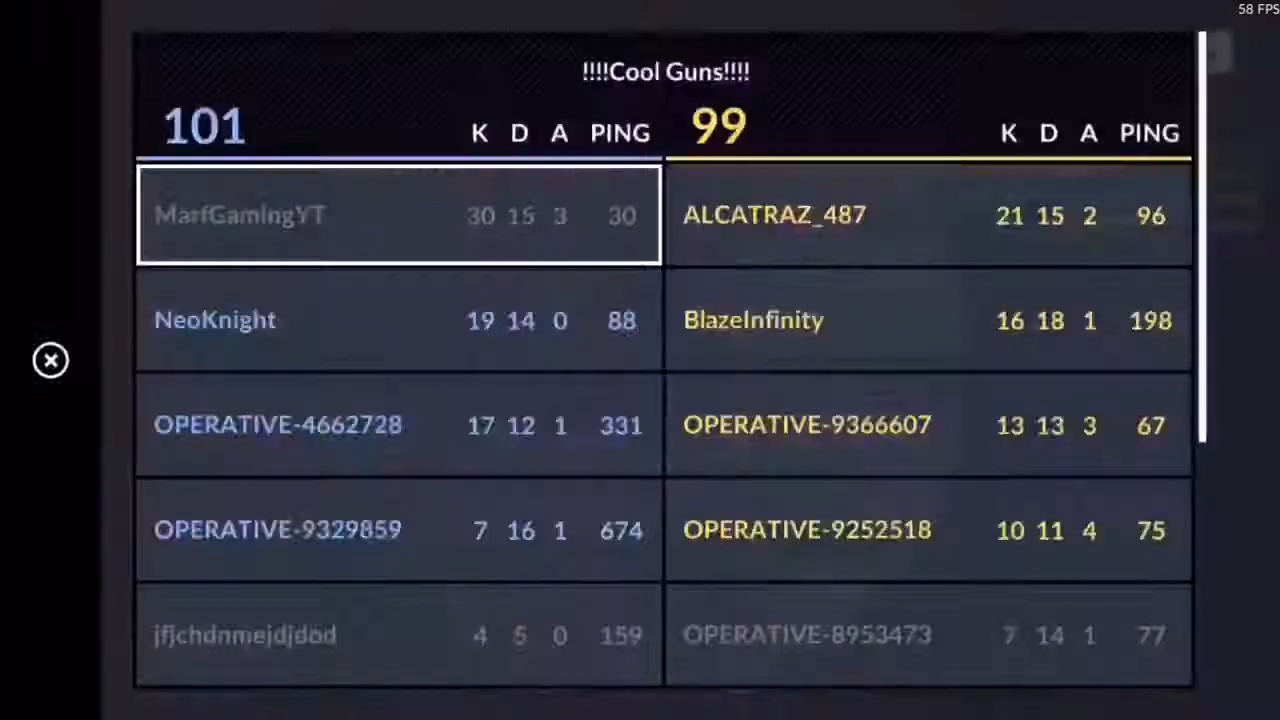 58 FPS
!!!!Cool Guns!!!!
101 K D A PING 99 K D A PING
MarfGamingYT 30 15 3 30 ALCATRAZ_487 21 15 2 96
NeoKnight 19 14 0 88 BlazeInfinity 16 18 1 198
OPERATIVE-4662728 17 12 1 331 OPERATIVE-9366607 13 13 3 67
OPERATIVE-9329859 7 16 1 674 OPERATIVE-9252518 10 11 4 75
jfjchdnmejdjdod 4 5 0 159 OPERATIVE-8953473 7 14 1 77